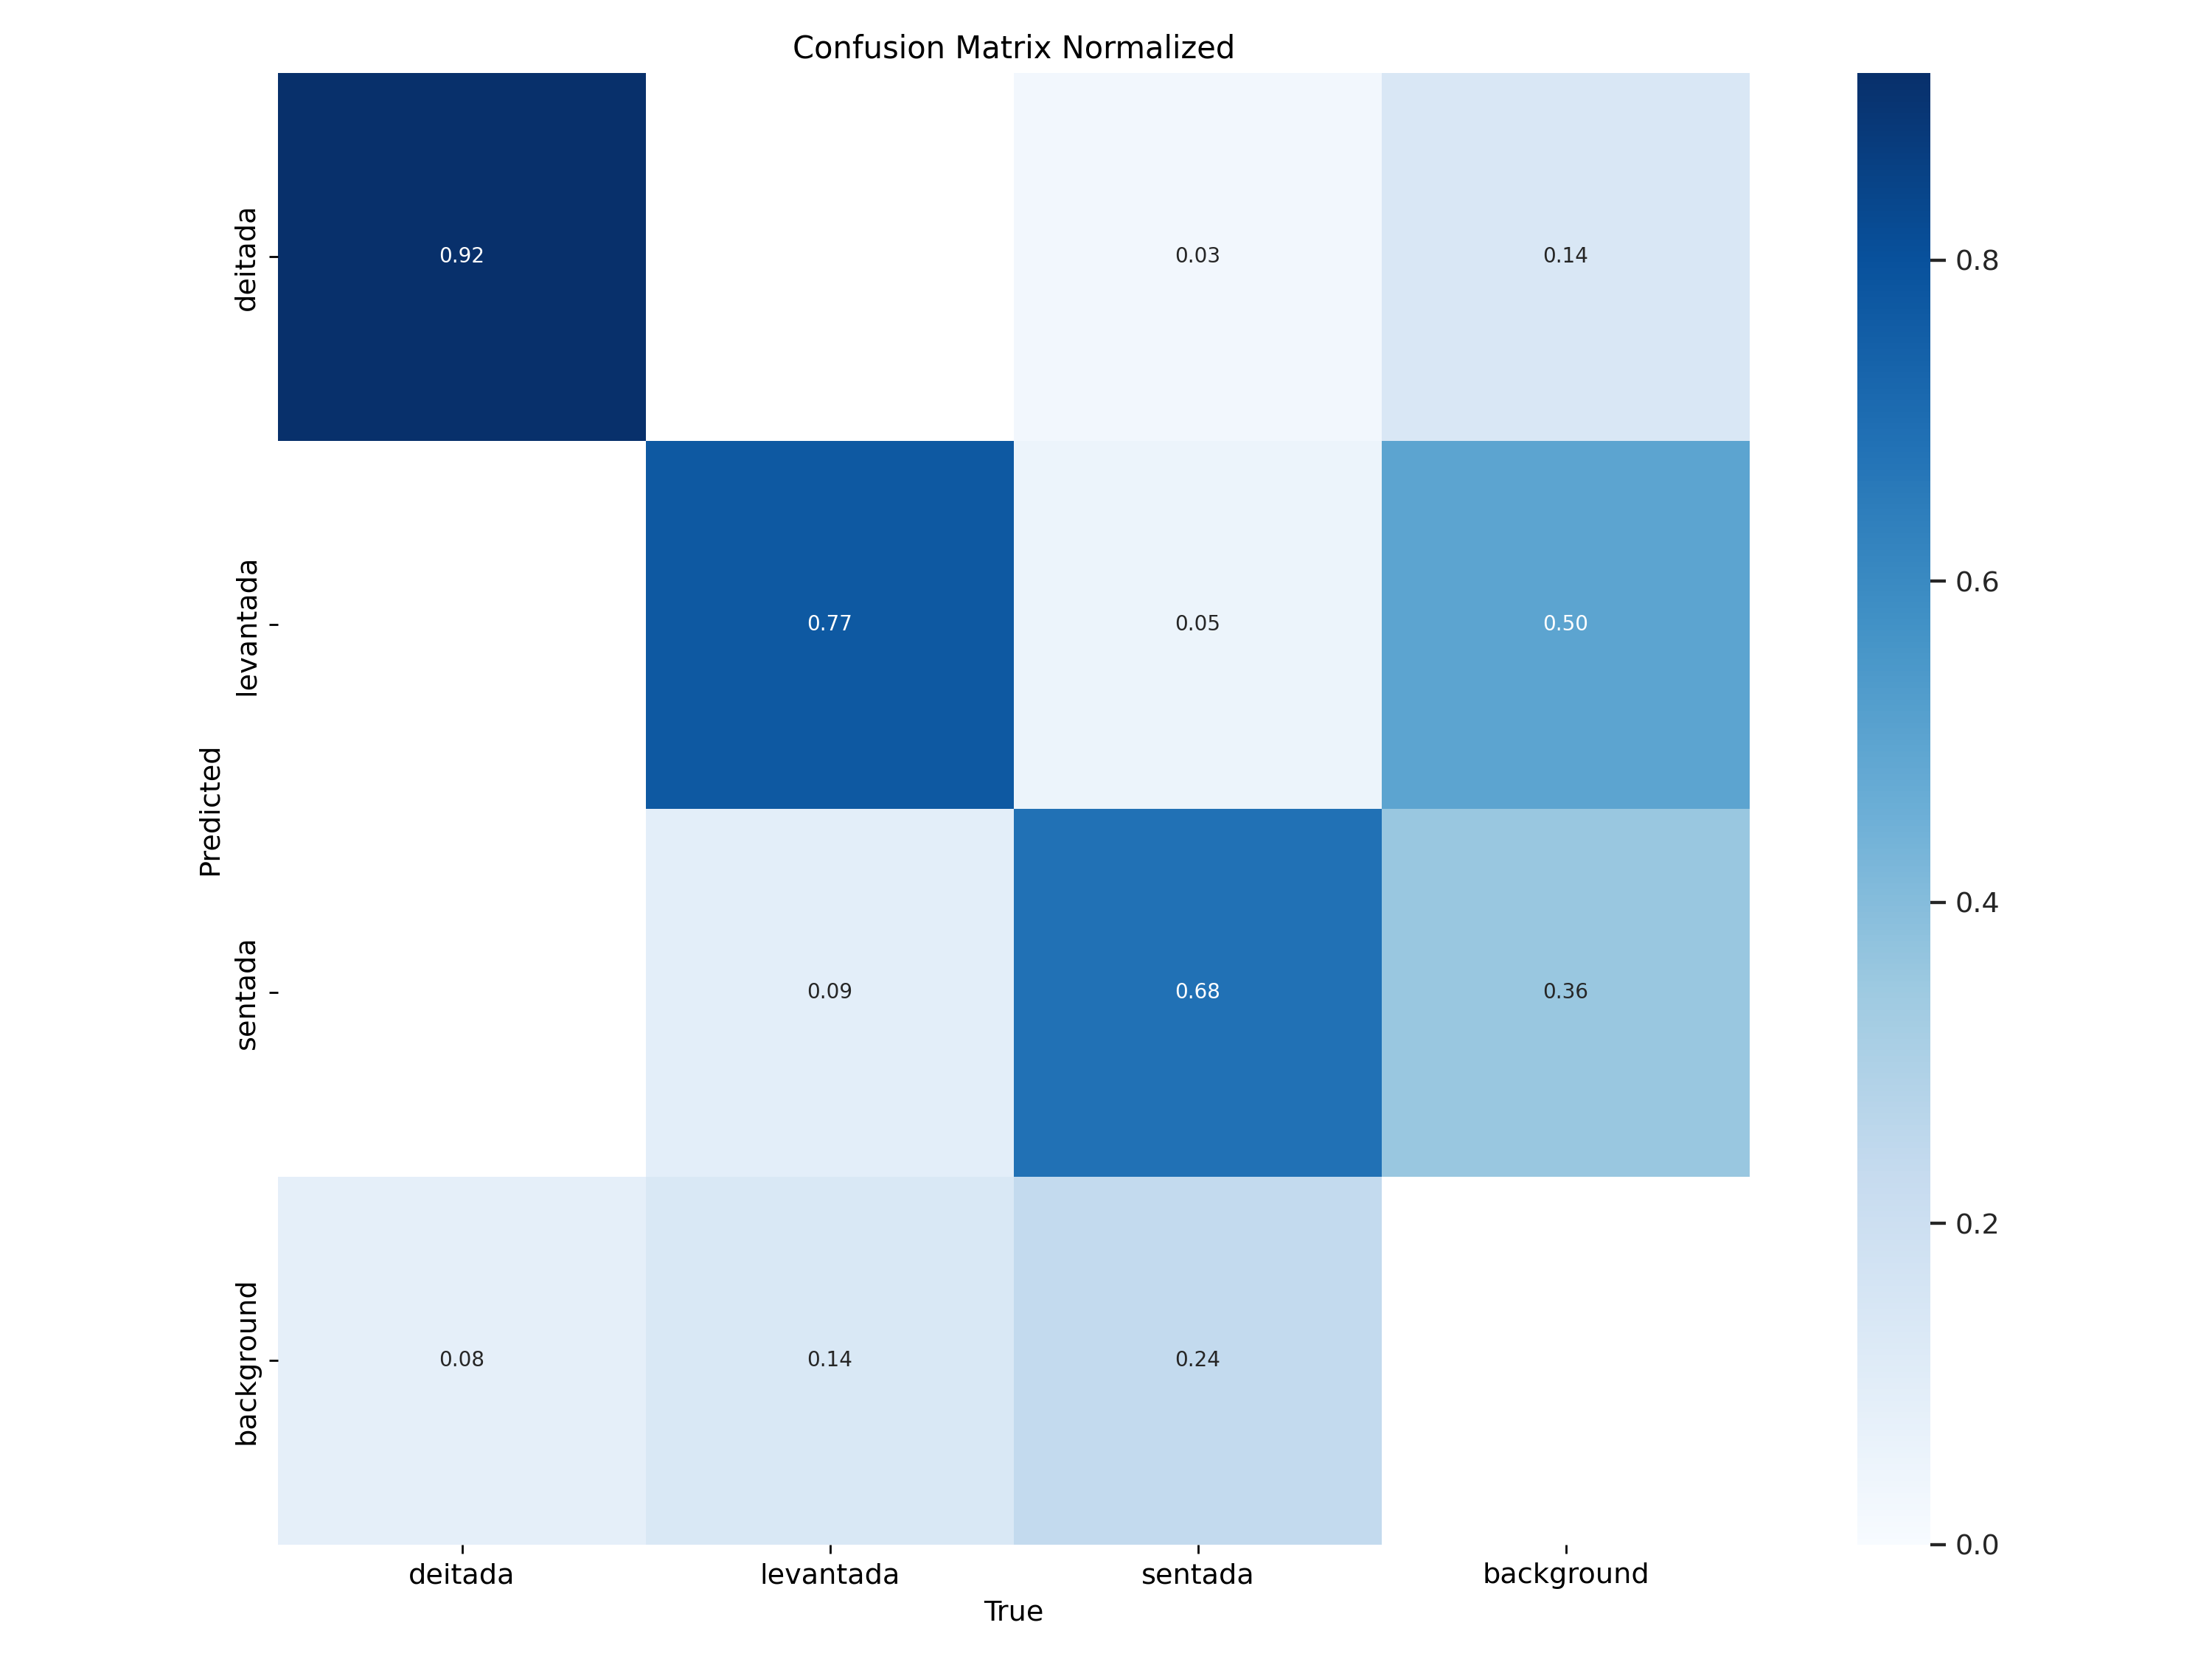 Confusion Matrix Normalized
deitada
0.92
0.03
0.14
levantada
0.77
0.05
0.50
sentada
0.09
0.68
0.36
background
0.08
0.14
0.24
Predicted
deitada
levantada
sentada
background
True
0.8
0.6
0.4
0.2
0.0